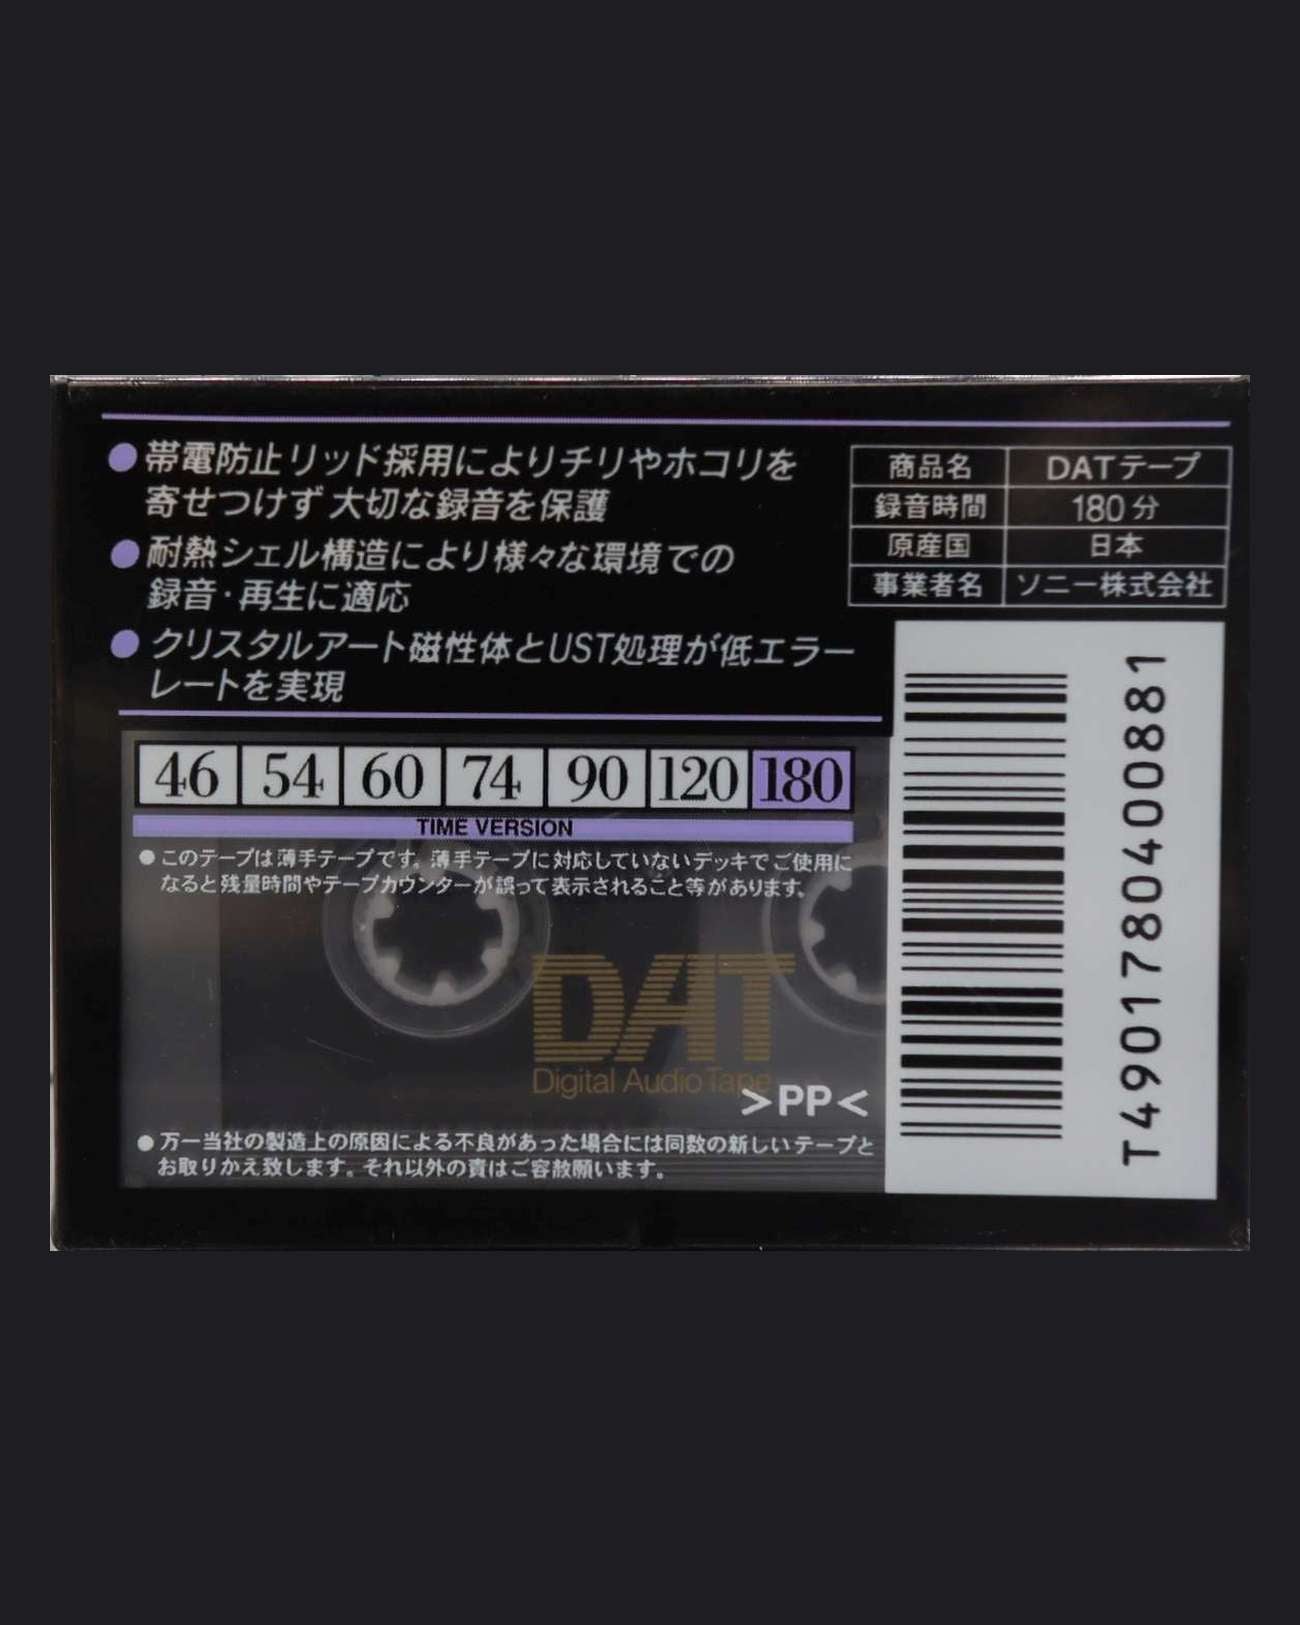 ●帯電防止リッド採用によりチリやホコリを
寄せつけず大切な録音を保護
●耐熱シェル構造により様々な環境での
録音・再生に適応
●クリスタルアート磁性体とUST処理が低エラー
レートを実現
商品名 DATテープ
録音時間 180分
原産国 日本
事業者名 ソニー株式会社
46 54 60 74 90 120 180
TIME VERSION
●このテープは薄手テープです。薄手テープに対応していないデッキでご使用に
なると残量時間やテープカウンターが誤って表示されること等があります。
DAT
Digital Audio Tape
>PP<
●万一当社の製造上の原因による不良があった場合には同数の新しいテープと
お取りかえ致します。それ以外の責はご容赦願います。
T4901780400881